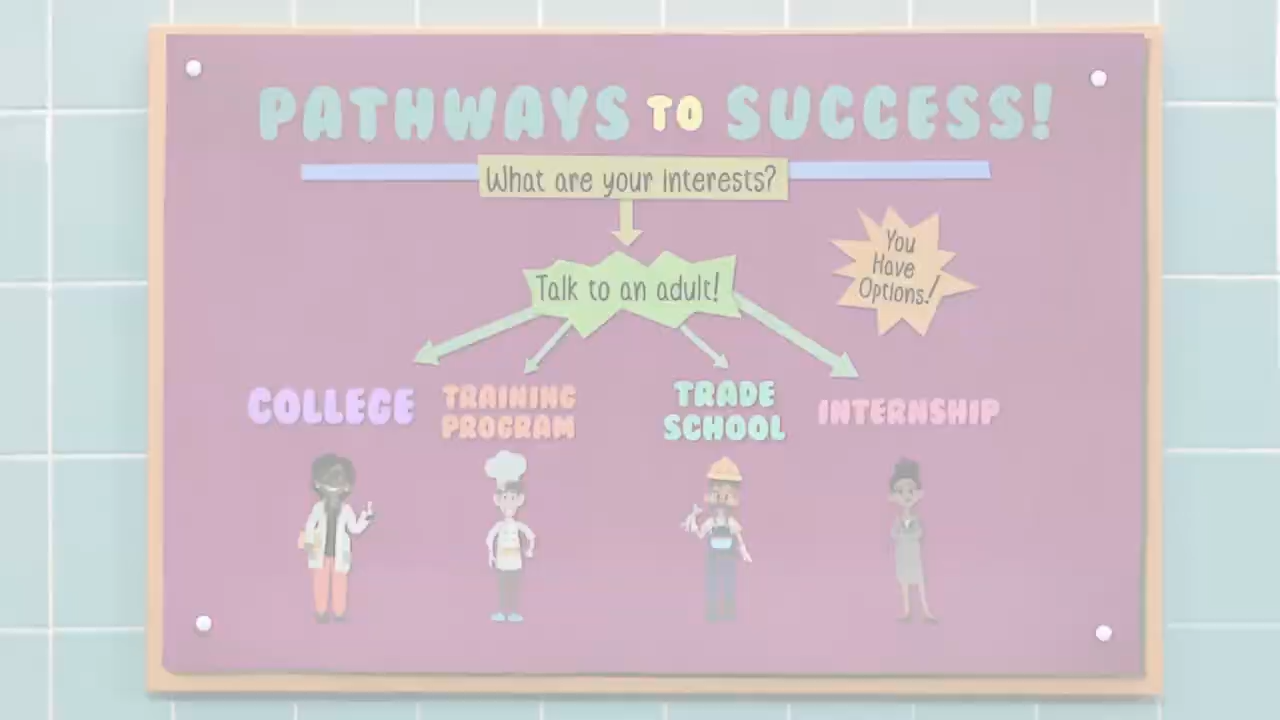 PATHWAYS TO SUCCESS!
What are your interests?
Talk to an adult!
You
Have
Options!
COLLEGE
TRAINING
PROGRAM
TRADE
SCHOOL
INTERNSHIP